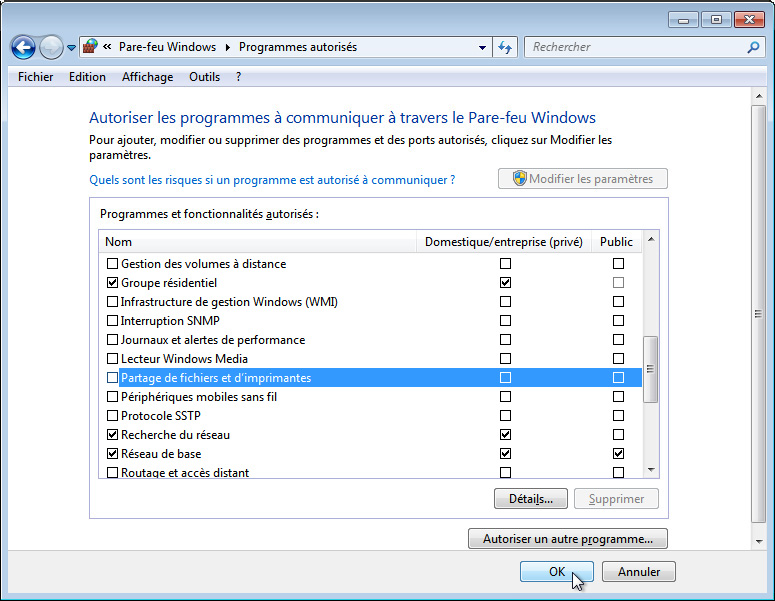 « Pare-feu Windows ▸ Programmes autorisés
Rechercher
Fichier Edition Affichage Outils ?
Autoriser les programmes à communiquer à travers le Pare-feu Windows
Pour ajouter, modifier ou supprimer des programmes et des ports autorisés, cliquez sur Modifier les
paramètres.
Quels sont les risques si un programme est autorisé à communiquer ?
Modifier les paramètres
Programmes et fonctionnalités autorisés :
Nom Domestique/entreprise (privé) Public
Gestion des volumes à distance
Groupe résidentiel
Infrastructure de gestion Windows (WMI)
Interruption SNMP
Journaux et alertes de performance
Lecteur Windows Media
Partage de fichiers et d'imprimantes
Périphériques mobiles sans fil
Protocole SSTP
Recherche du réseau
Réseau de base
Routage et accès distant
Détails... Supprimer
Autoriser un autre programme...
OK Annuler